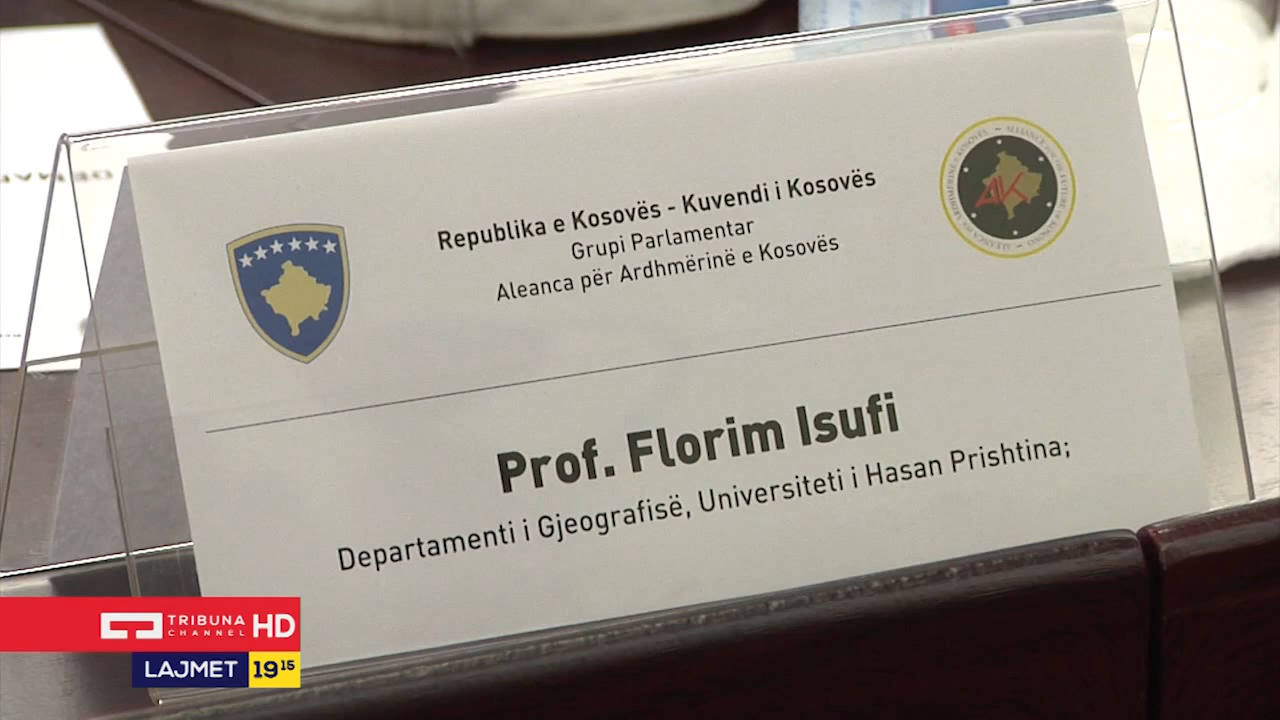 Republika e Kosovës - Kuvendi i Kosovës
Grupi Parlamentar
Aleanca për Ardhmërinë e Kosovës
AK
Prof. Florim Isufi
Departamenti i Gjeografisë, Universiteti i Hasan Prishtina;
TRIBUNA
CHANNEL
HD
LAJMET 19 15